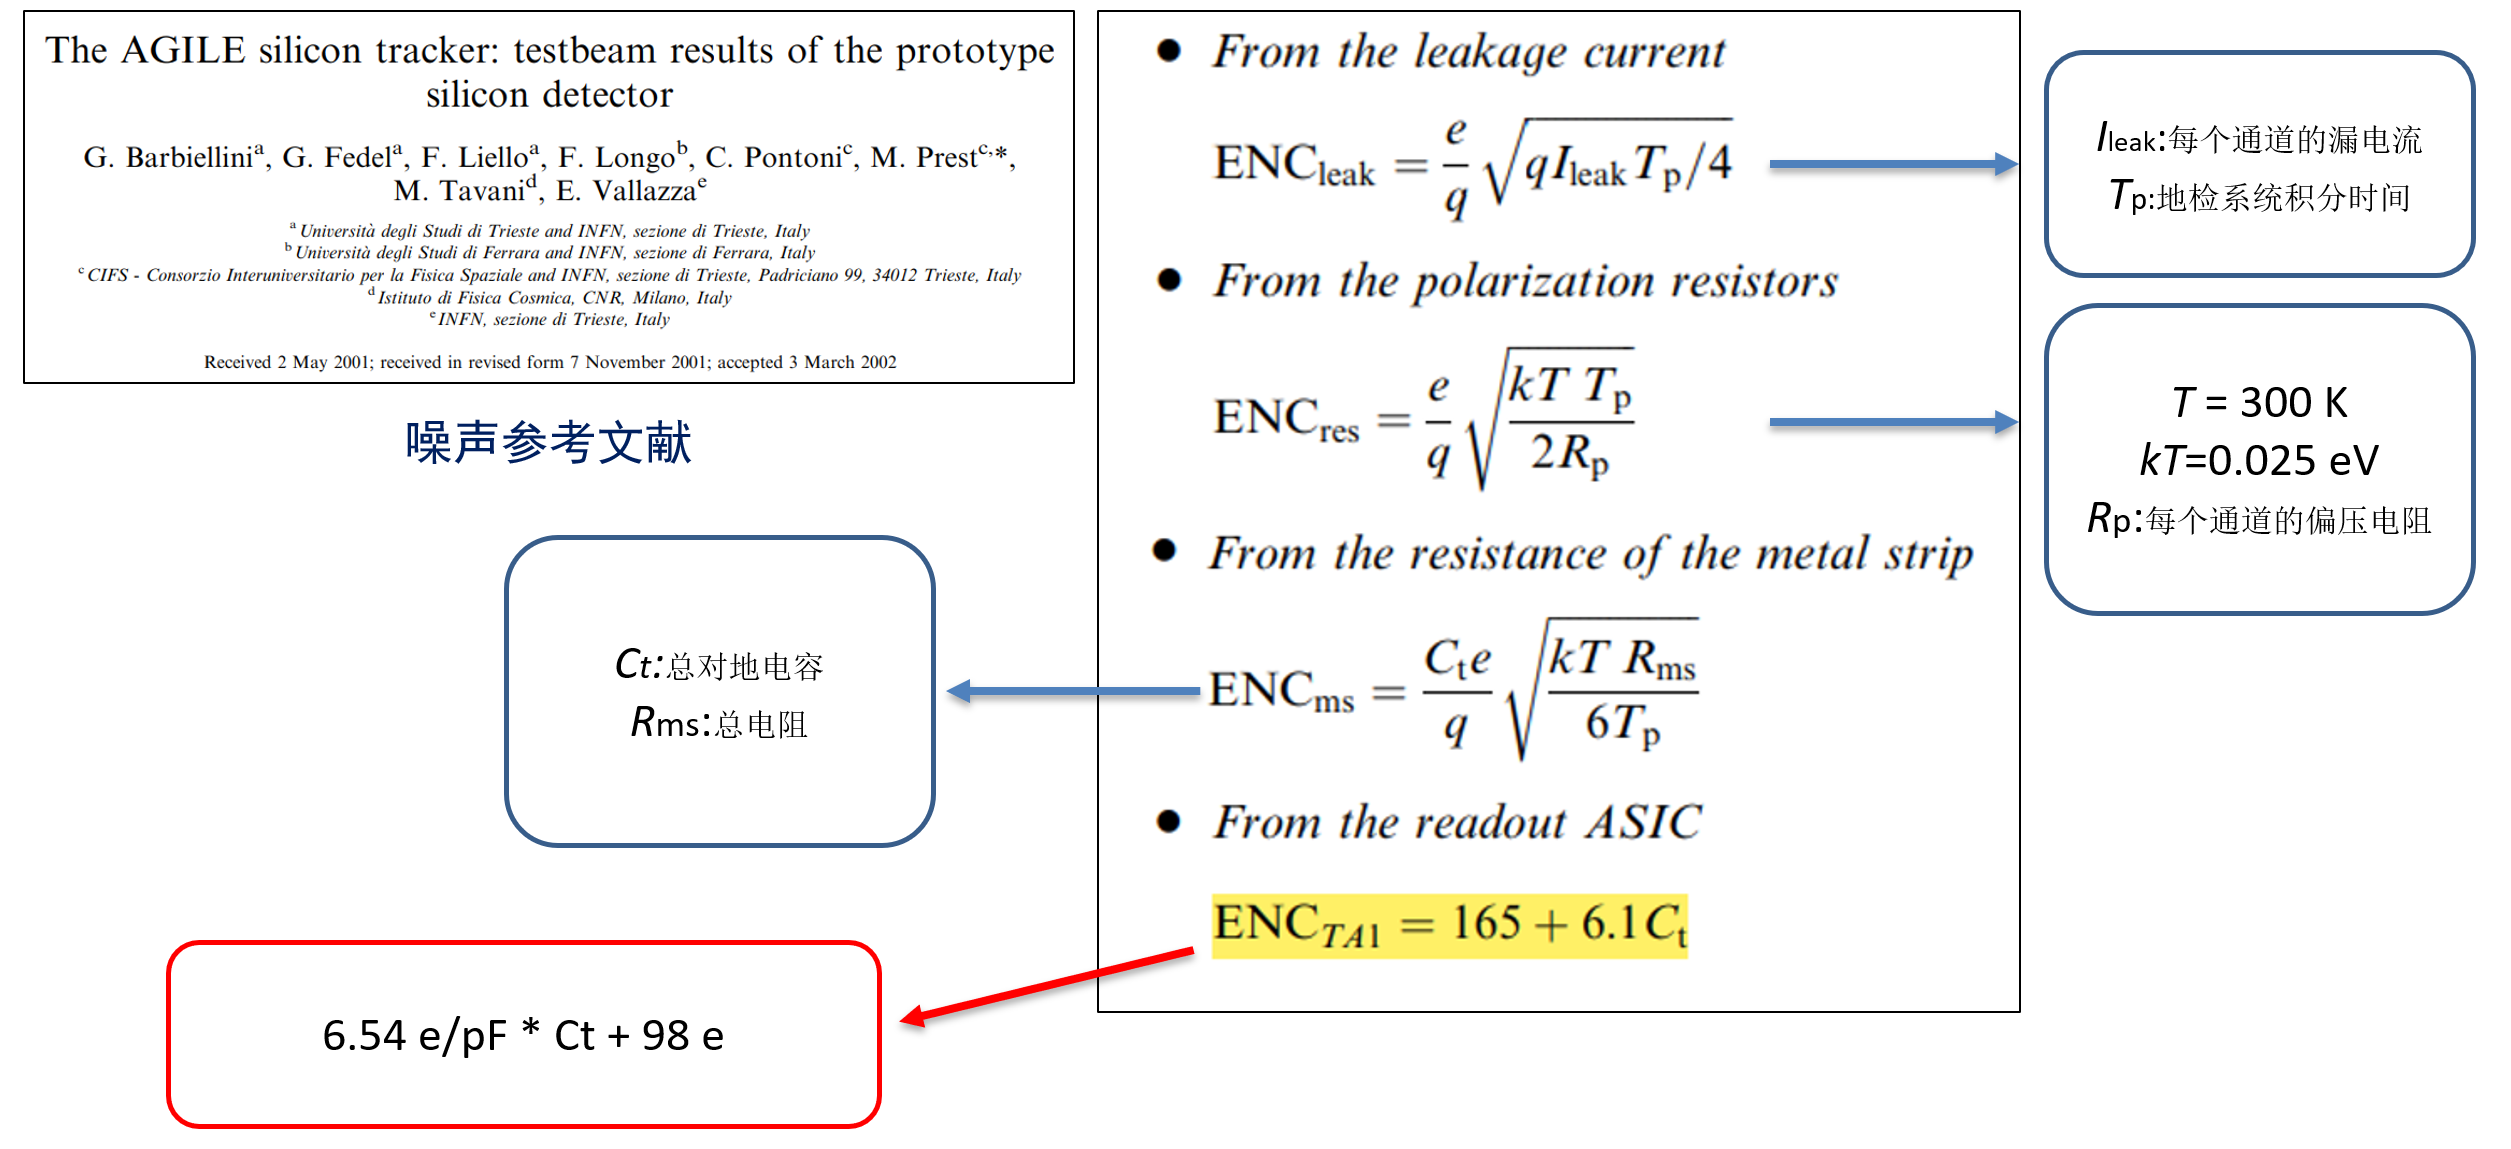 The AGILE silicon tracker: testbeam results of the prototype
silicon detector
G. Barbiellini^a, G. Fedel^a, F. Liello^a, F. Longo^b, C. Pontoni^c, M. Prest^c,*,
M. Tavani^d, E. Vallazza^e
^a Università degli Studi di Trieste and INFN, sezione di Trieste, Italy
^b Università degli Studi di Ferrara and INFN, sezione di Ferrara, Italy
^c CIFS - Consorzio Interuniversitario per la Fisica Spaziale and INFN, sezione di Trieste, Padriciano 99, 34012 Trieste, Italy
^d Istituto di Fisica Cosmica, CNR, Milano, Italy
^e INFN, sezione di Trieste, Italy
Received 2 May 2001; received in revised form 7 November 2001; accepted 3 March 2002
噪声参考文献
● From the leakage current
ENC_leak = e/q √(qI_leak T_p/4)
● From the polarization resistors
ENC_res = e/q √(kT T_p / 2R_p)
● From the resistance of the metal strip
ENC_ms = C_t e/q √(kT R_ms / 6T_p)
● From the readout ASIC
ENC_TA1 = 165 + 6.1C_t
Ileak:每个通道的漏电流
Tp:地检系统积分时间
T = 300 K
kT=0.025 eV
Rp:每个通道的偏压电阻
Ct:总对地电容
Rms:总电阻
6.54 e/pF * Ct + 98 e